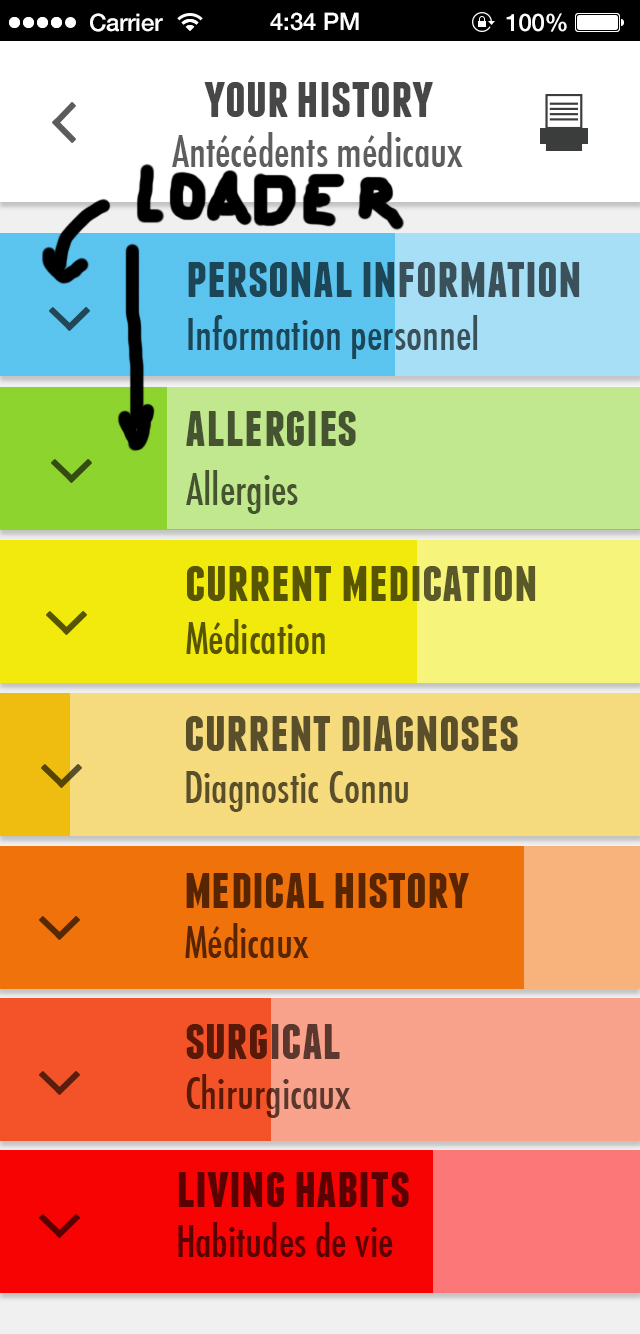 Carrier 4:34 PM 100%
YOUR HISTORY
Antécédents médicaux
LOADER
PERSONAL INFORMATION
Information personnel
ALLERGIES
Allergies
CURRENT MEDICATION
Médication
CURRENT DIAGNOSES
Diagnostic Connu
MEDICAL HISTORY
Médicaux
SURGICAL
Chirurgicaux
LIVING HABITS
Habitudes de vie